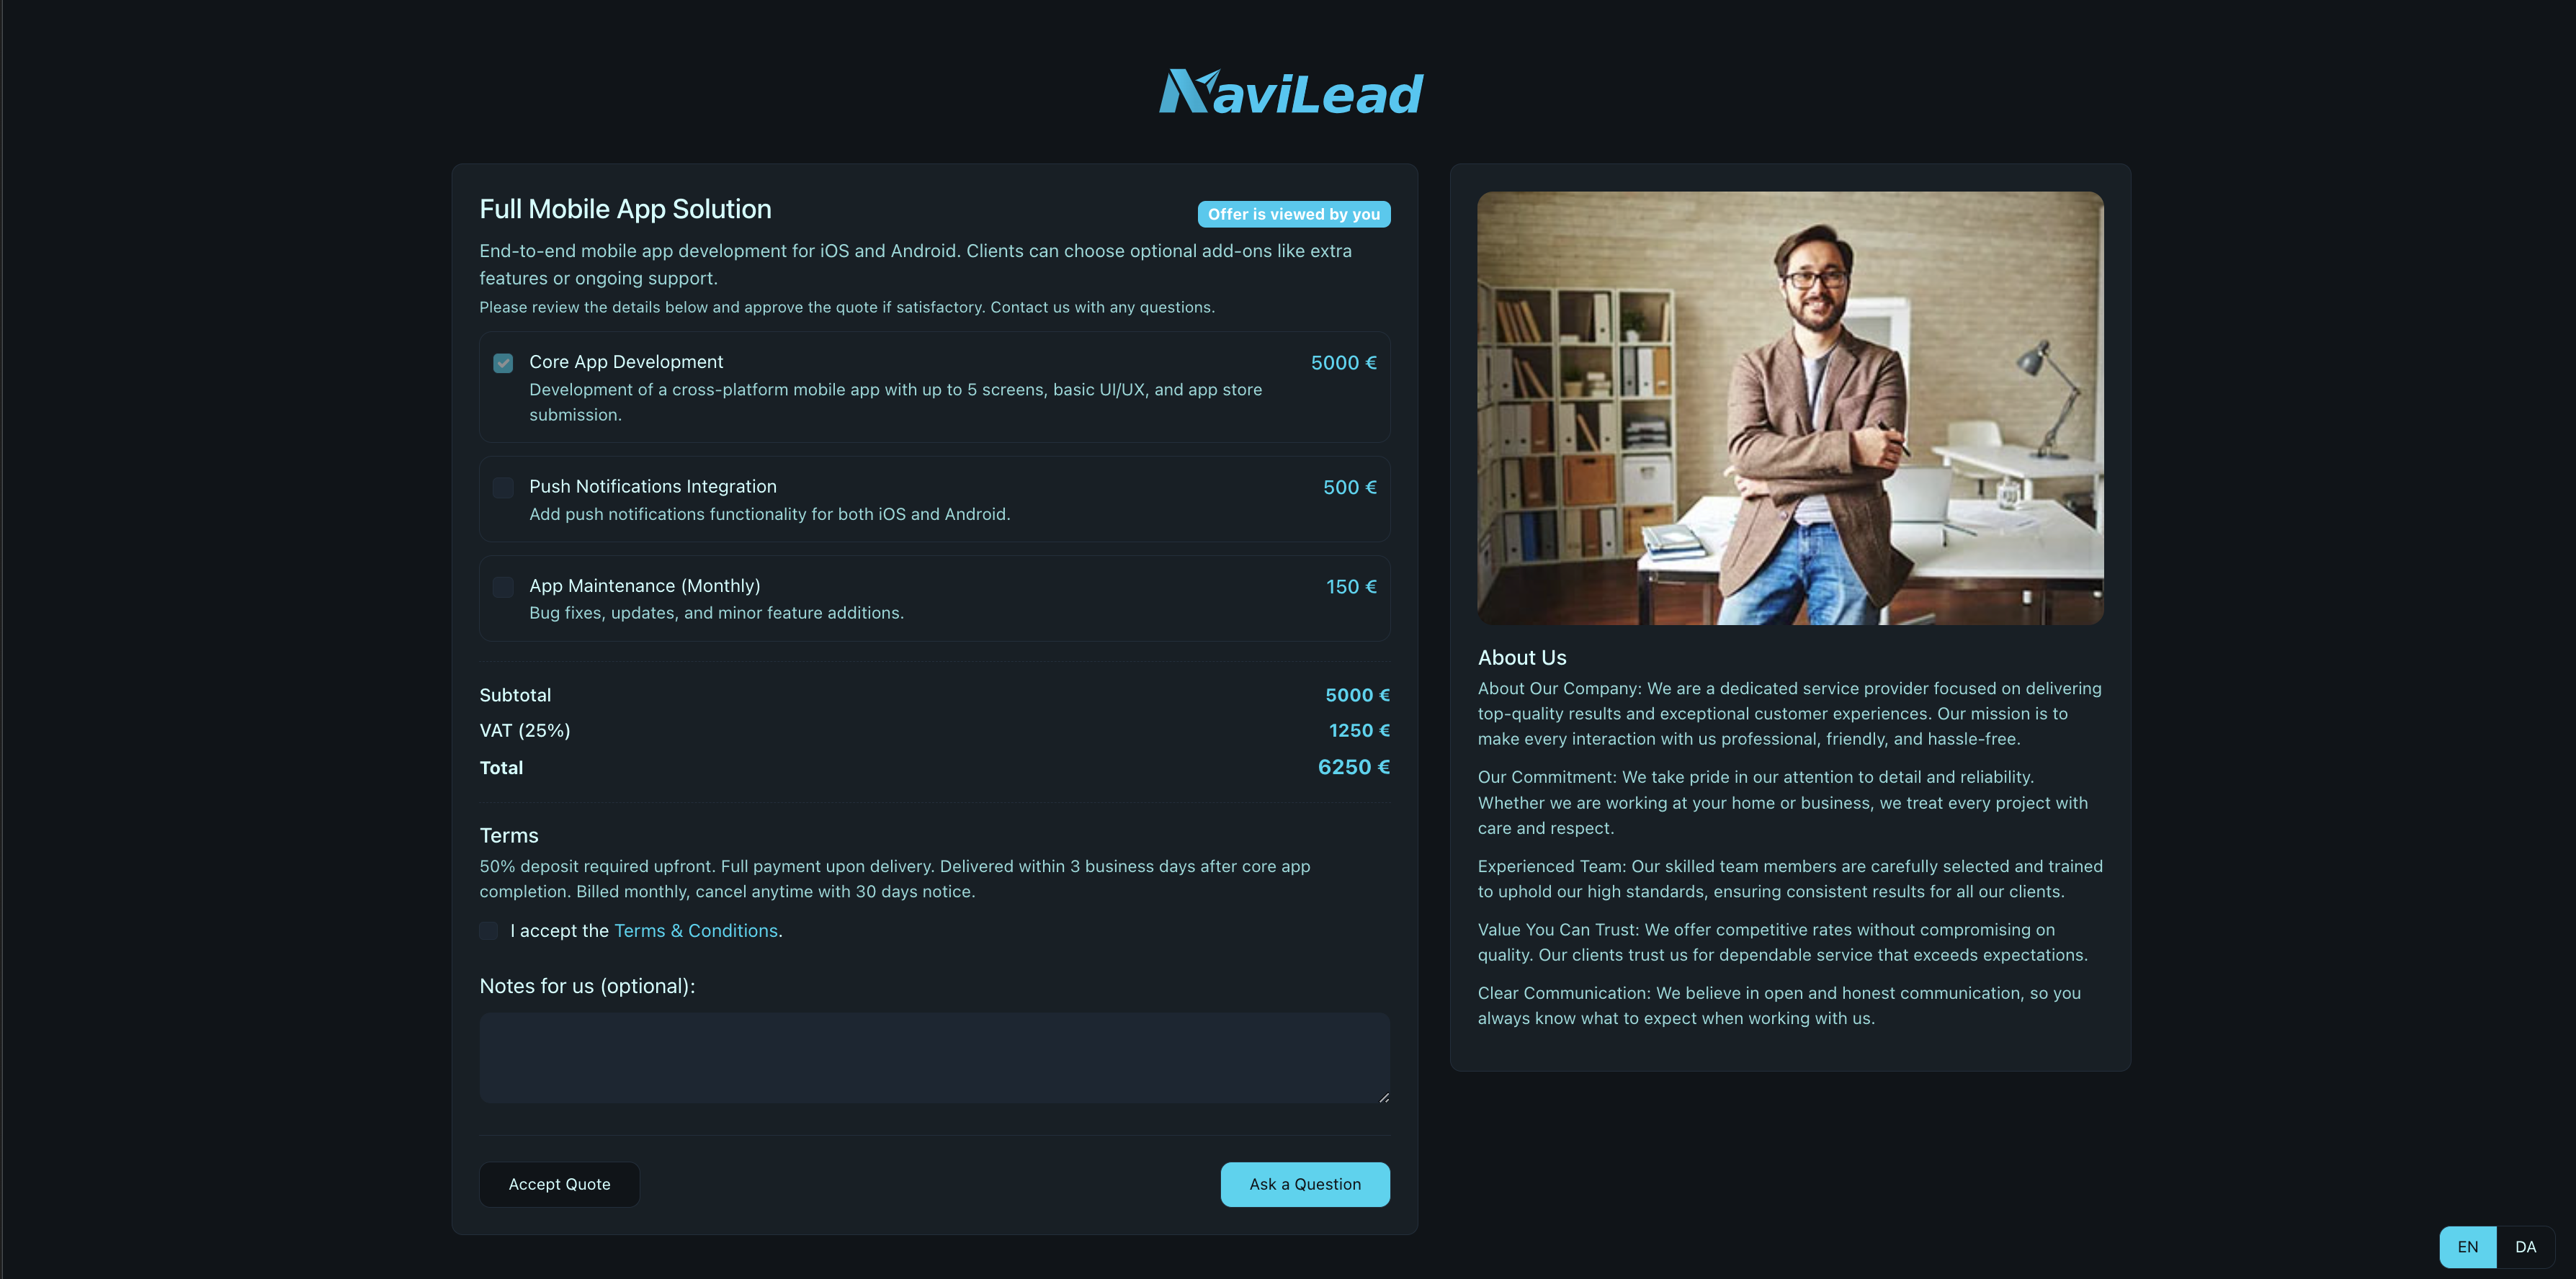 NaviLead
Full Mobile App Solution
Offer is viewed by you
End-to-end mobile app development for iOS and Android. Clients can choose optional add-ons like extra
features or ongoing support.
Please review the details below and approve the quote if satisfactory. Contact us with any questions.
Core App Development
5000 €
Development of a cross-platform mobile app with up to 5 screens, basic UI/UX, and app store
submission.
Push Notifications Integration
500 €
Add push notifications functionality for both iOS and Android.
App Maintenance (Monthly)
150 €
Bug fixes, updates, and minor feature additions.
Subtotal
5000 €
VAT (25%)
1250 €
Total
6250 €
Terms
50% deposit required upfront. Full payment upon delivery. Delivered within 3 business days after core app
completion. Billed monthly, cancel anytime with 30 days notice.
I accept the Terms & Conditions.
Notes for us (optional):
Accept Quote
Ask a Question
About Us
About Our Company: We are a dedicated service provider focused on delivering
top-quality results and exceptional customer experiences. Our mission is to
make every interaction with us professional, friendly, and hassle-free.
Our Commitment: We take pride in our attention to detail and reliability.
Whether we are working at your home or business, we treat every project with
care and respect.
Experienced Team: Our skilled team members are carefully selected and trained
to uphold our high standards, ensuring consistent results for all our clients.
Value You Can Trust: We offer competitive rates without compromising on
quality. Our clients trust us for dependable service that exceeds expectations.
Clear Communication: We believe in open and honest communication, so you
always know what to expect when working with us.
EN
DA